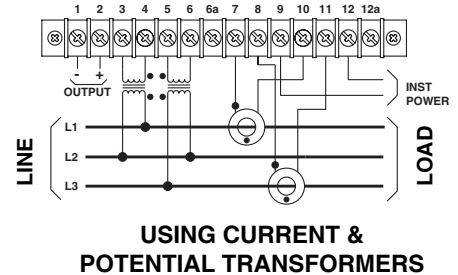 1 2 3 4 5 6 6a 7 8 9 10 11 12 12a
- +
OUTPUT
INST
POWER
L1
L2
L3
LINE
LOAD
USING CURRENT &
POTENTIAL TRANSFORMERS